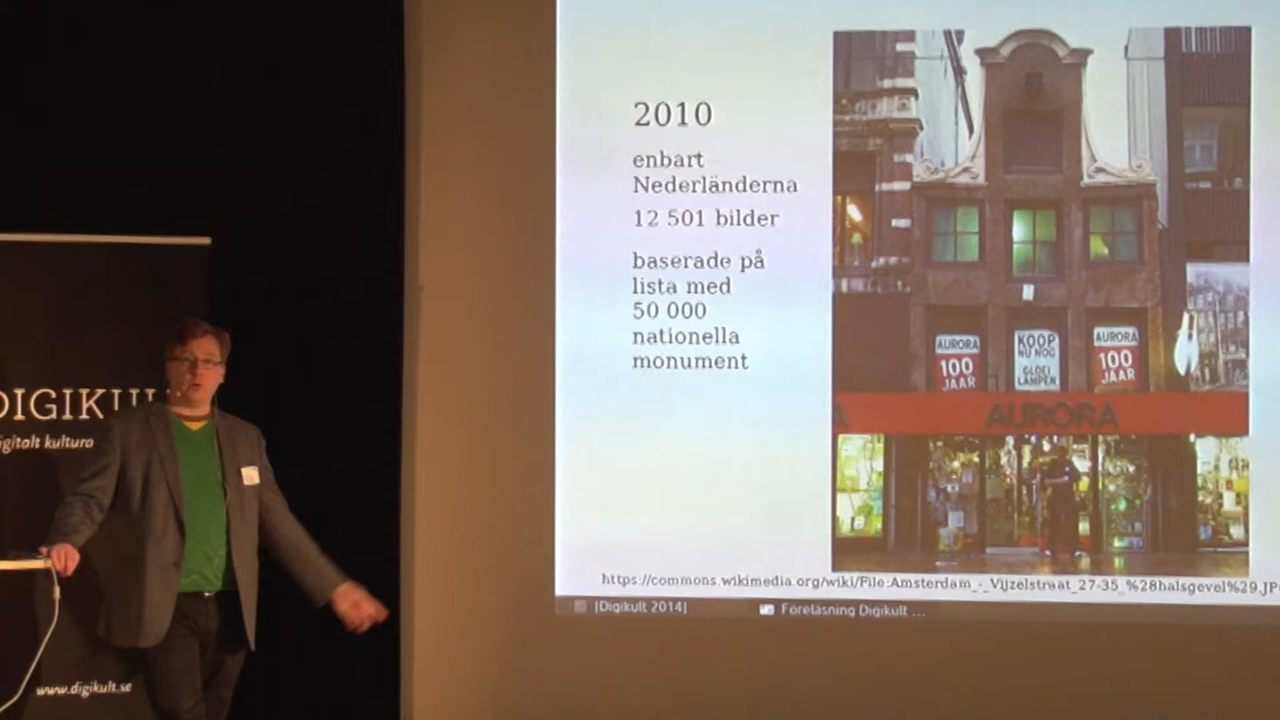 2010
enbart
Nederländerna
12 501 bilder
baserade på
lista med
50 000
nationella
monument
AURORA
100
JAAR
KOOP
NU NOG
GLOEI
LAMPEN
AURORA
100
JAAR
AURORA
https://commons.wikimedia.org/wiki/File:Amsterdam_-_Vijzelstraat_27-35_%28halsgevel%29.JP
[Digikult 2014]
Föreläsning Digikult ...
DIGIKUL
igitalt kultura
www.digikult.se